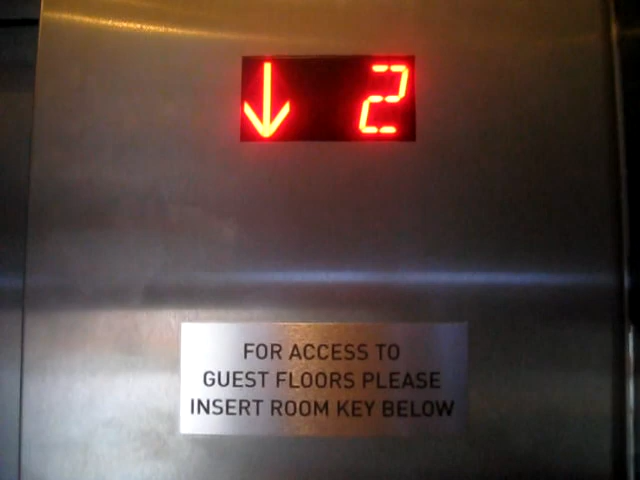 ↓ 2
FOR ACCESS TO
GUEST FLOORS PLEASE
INSERT ROOM KEY BELOW